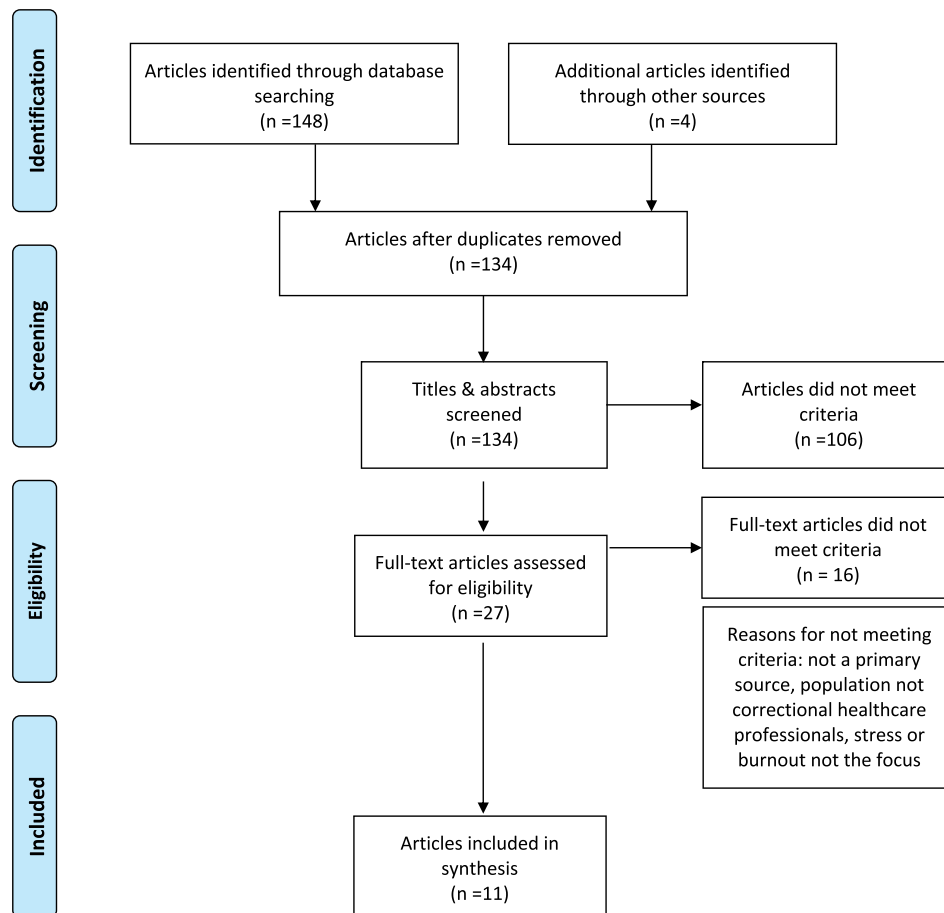 Identification
Articles identified through database
searching
(n =148)
Additional articles identified
through other sources
(n =4)
Articles after duplicates removed
(n =134)
Screening
Titles & abstracts
screened
(n =134)
Articles did not meet
criteria
(n =106)
Eligibility
Full-text articles assessed
for eligibility
(n =27)
Full-text articles did not
meet criteria
(n = 16)
Reasons for not meeting
criteria: not a primary
source, population not
correctional healthcare
professionals, stress or
burnout not the focus
Included
Articles included in
synthesis
(n =11)